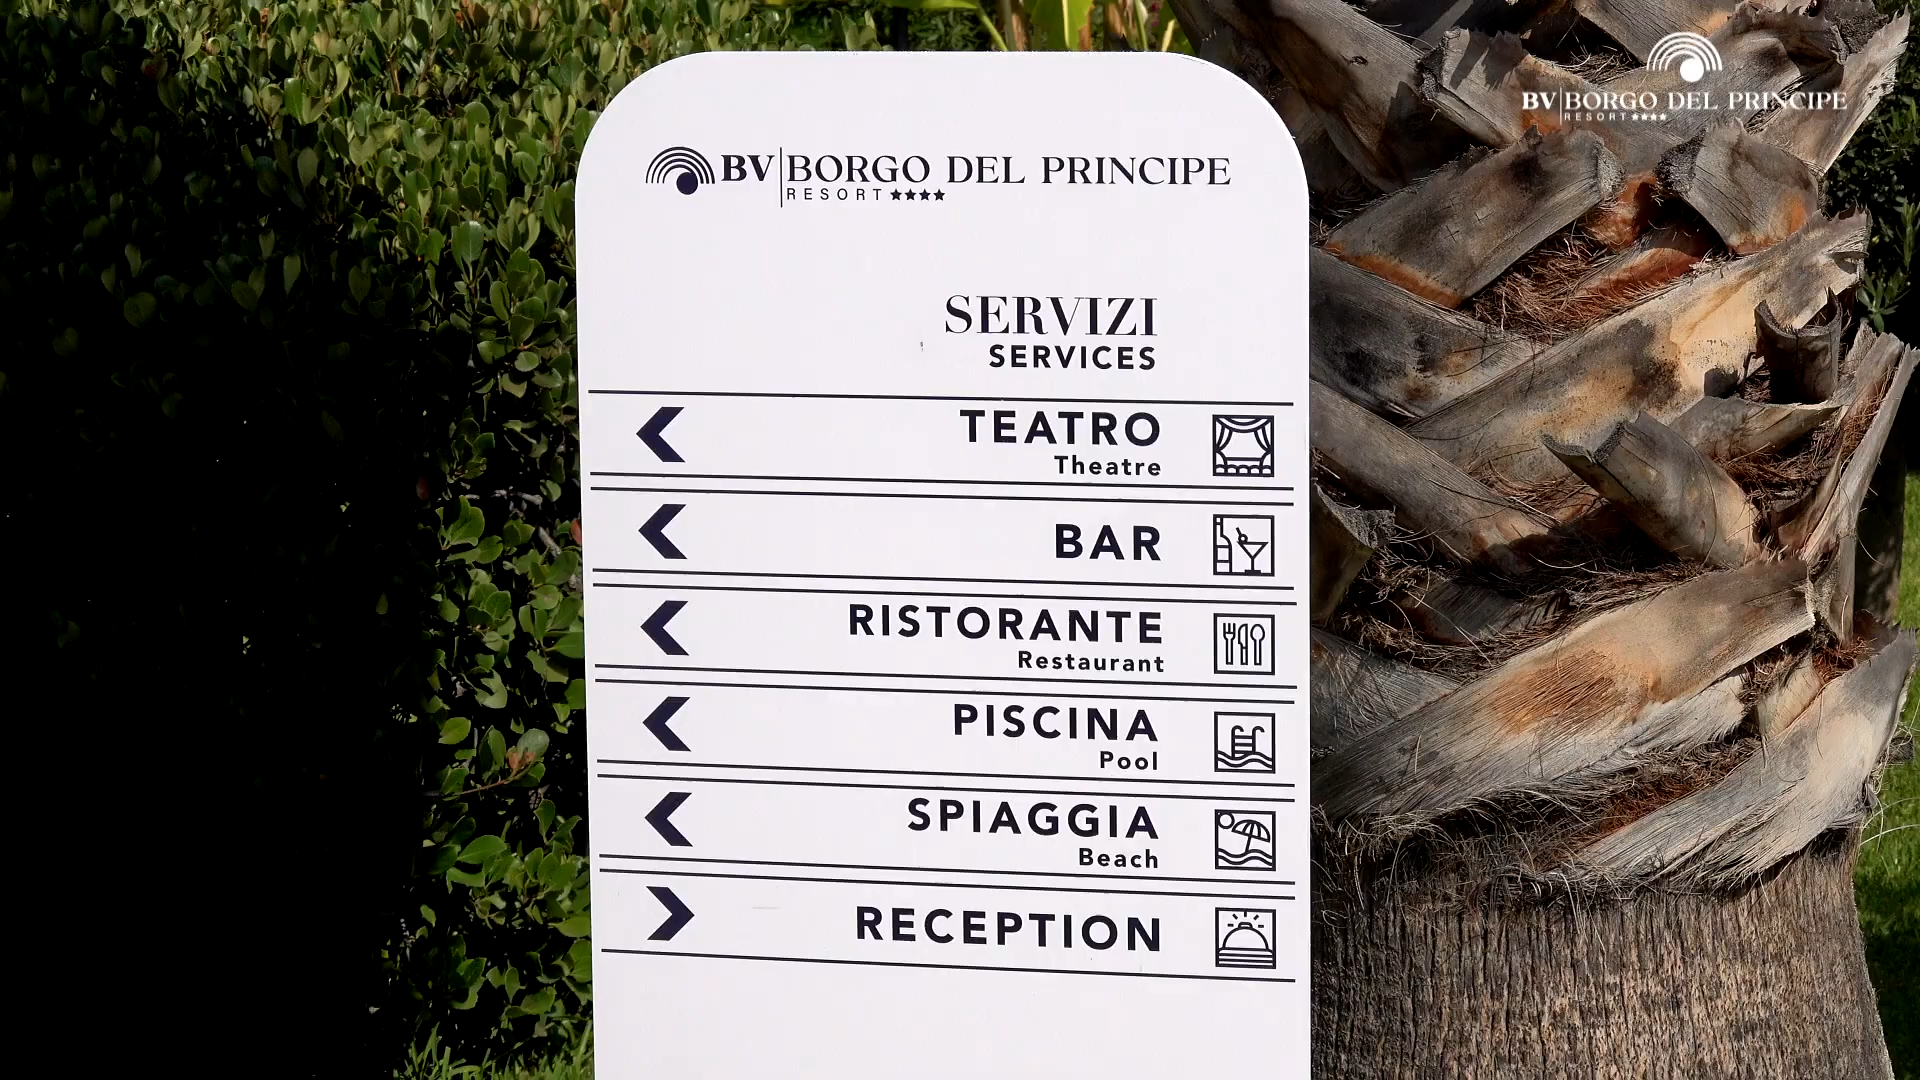 BV BORGO DEL PRINCIPE
RESORT ★★★★
BV BORGO DEL PRINCIPE
RESORT ★★★★
SERVIZI
SERVICES
TEATRO
Theatre
BAR
RISTORANTE
Restaurant
PISCINA
Pool
SPIAGGIA
Beach
RECEPTION